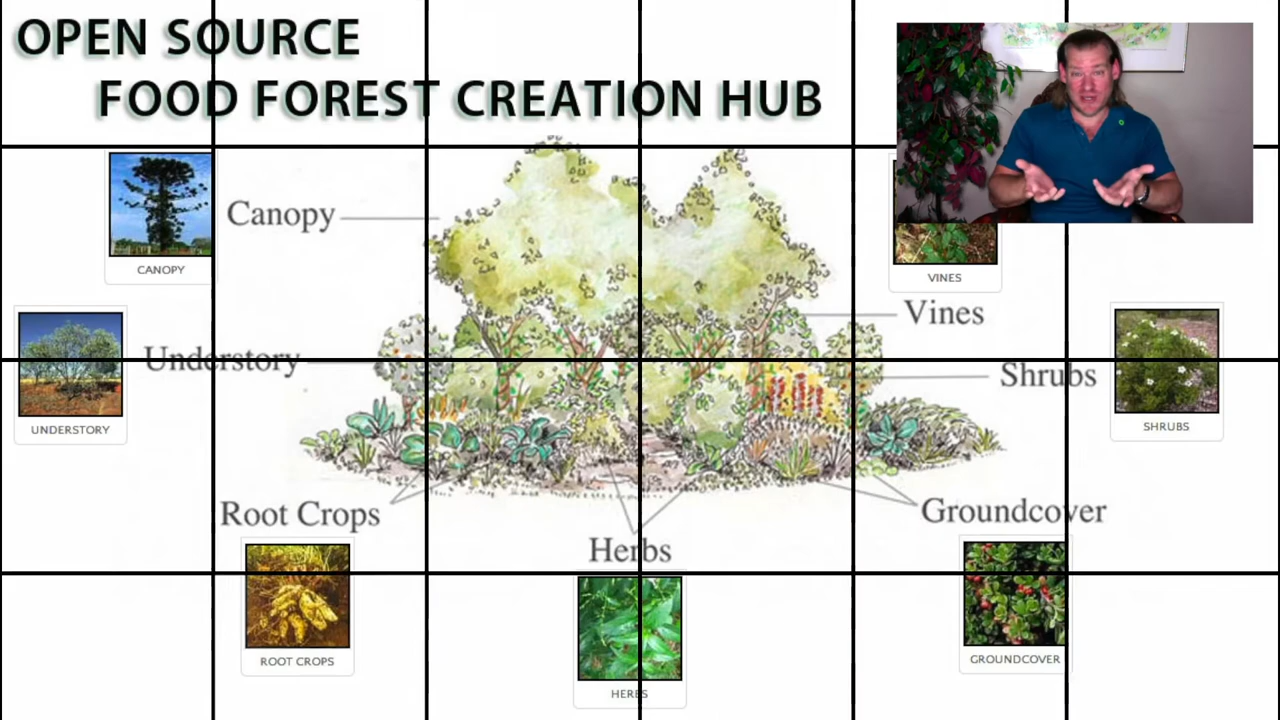 OPEN SOURCE
FOOD FOREST CREATION HUB
Canopy
CANOPY
VINES
Vines
Understory
UNDERSTORY
Shrubs
SHRUBS
Root Crops
Groundcover
Herbs
ROOT CROPS
GROUNDCOVER
HERBS